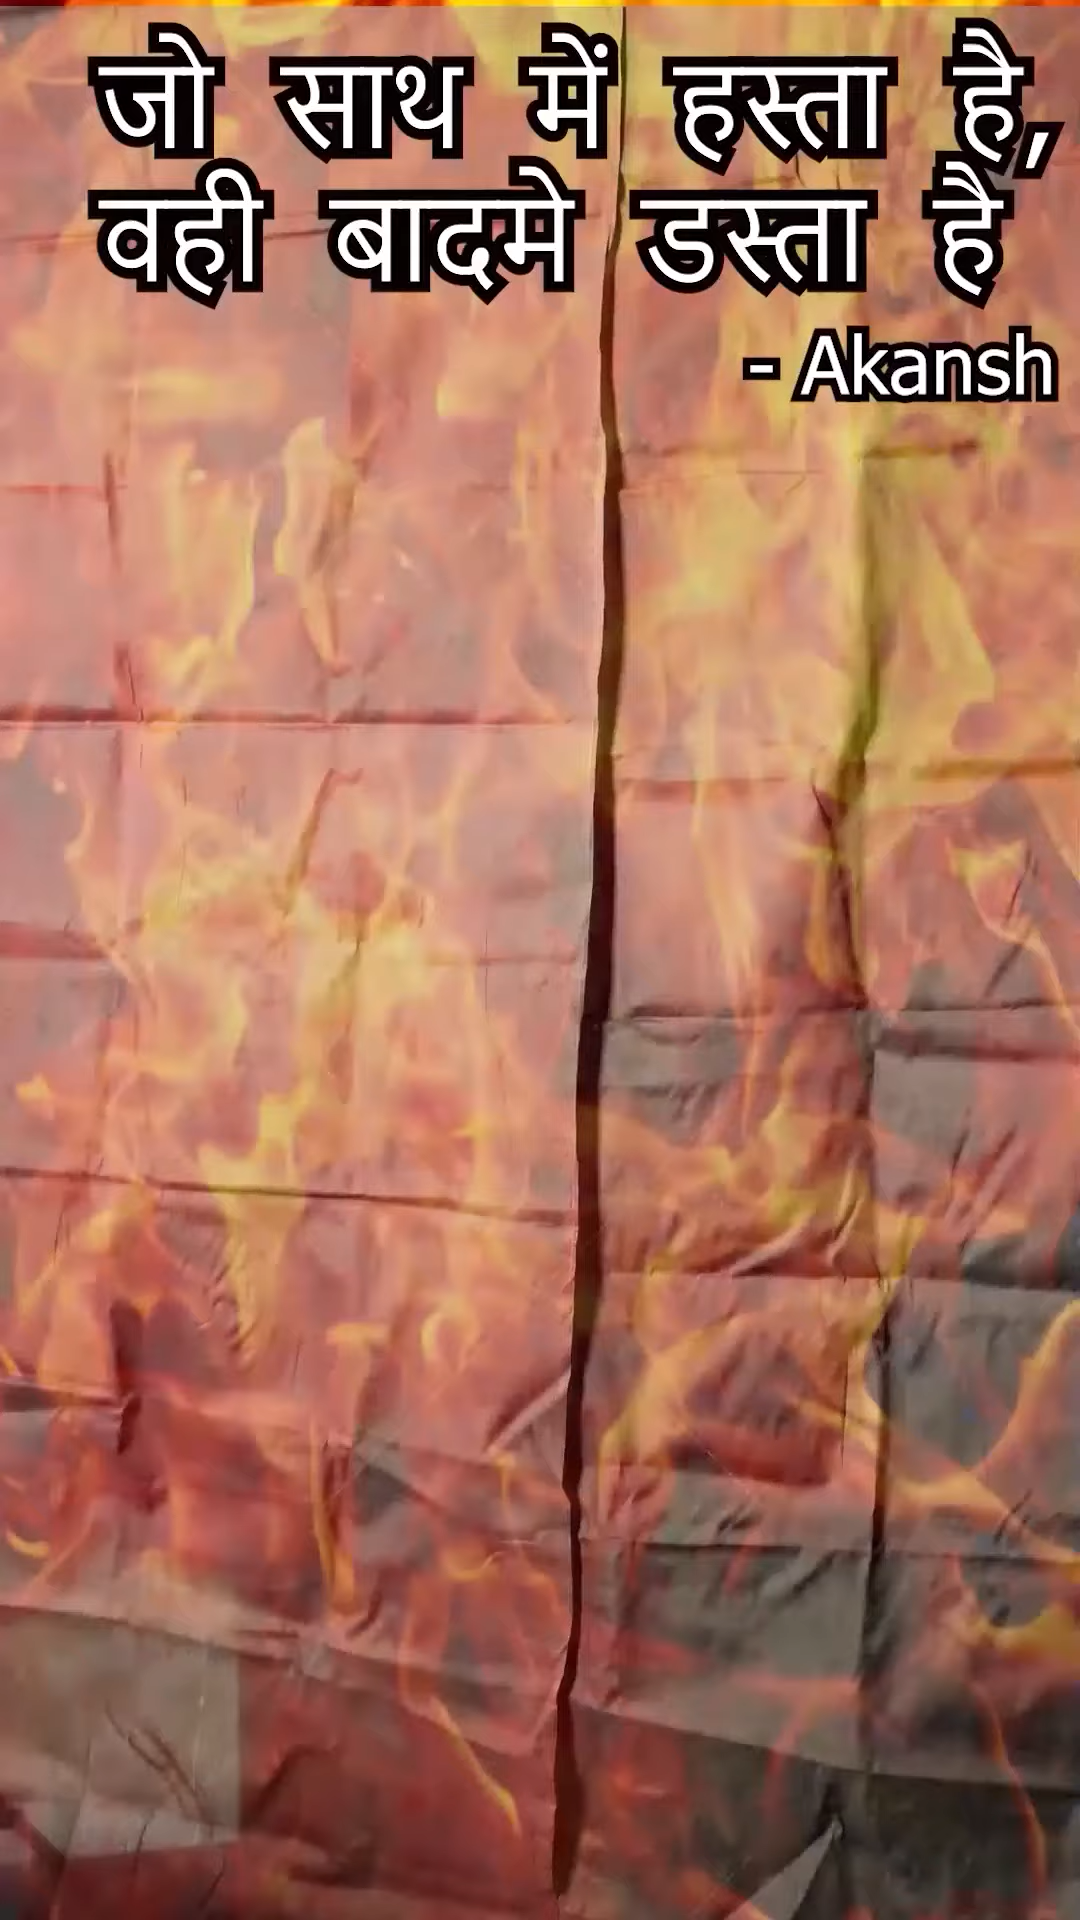 जो साथ में हस्ता है,
वही बादमे डस्ता है
- Akansh